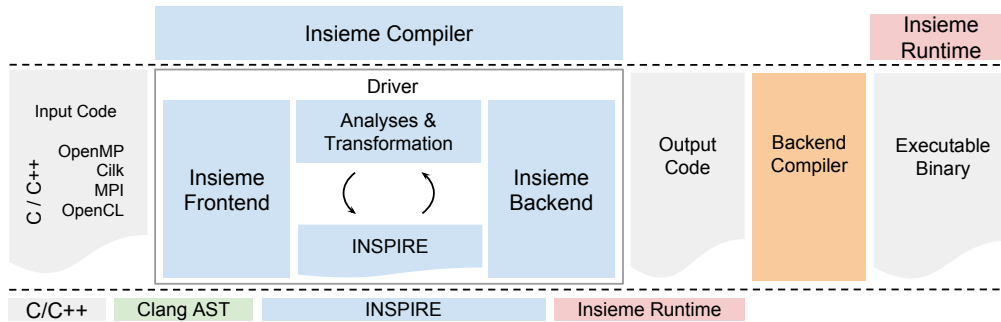 Insieme Compiler
Insieme
Runtime
Driver
Input Code
C / C++
OpenMP
Cilk
MPI
OpenCL
Insieme
Frontend
Analyses &
Transformation
INSPIRE
Insieme
Backend
Output
Code
Backend
Compiler
Executable
Binary
C/C++
Clang AST
INSPIRE
Insieme Runtime